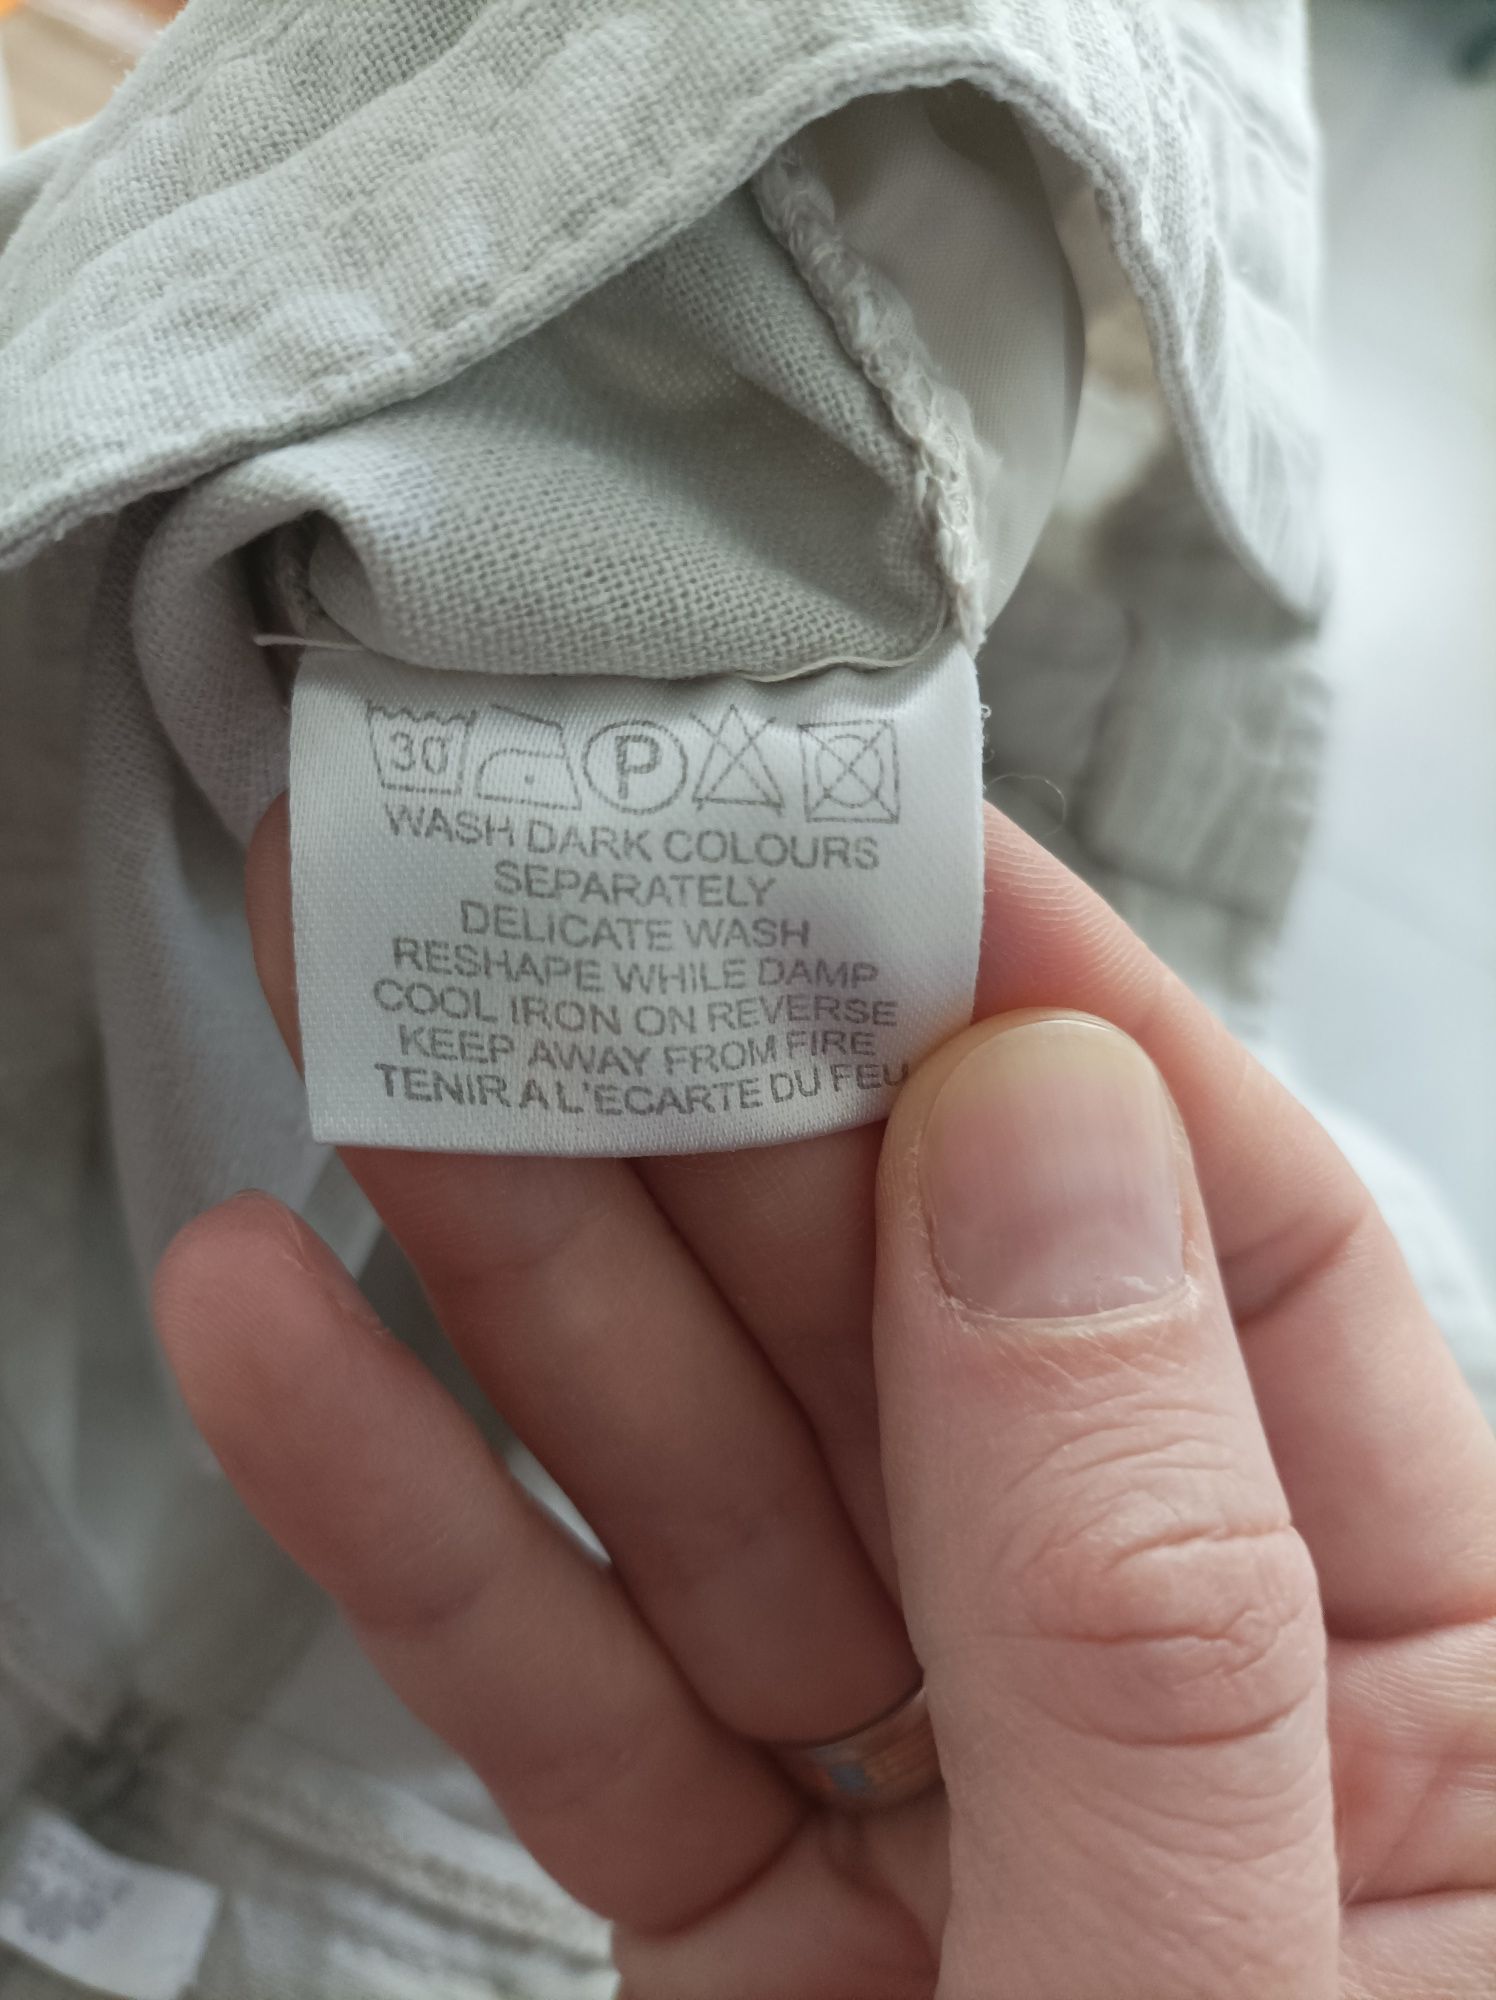 30 P
WASH DARK COLOURS
SEPARATELY
DELICATE WASH
RESHAPE WHILE DAMP
COOL IRON ON REVERSE
KEEP AWAY FROM FIRE
TENIR A L'ECARTE DU FEU